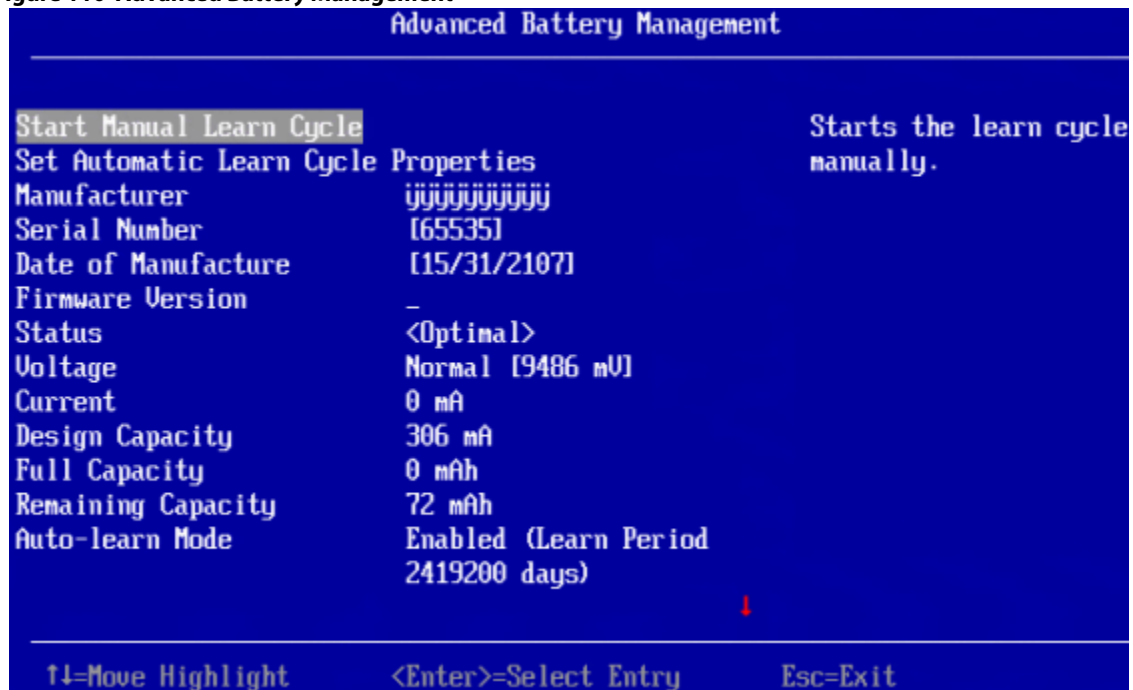 Advanced Battery Management
Start Manual Learn Cycle
Starts the learn cycle
Set Automatic Learn Cycle Properties
manually.
Manufacturer ÿÿÿÿÿÿÿÿÿÿÿ
Serial Number [65535]
Date of Manufacture [15/31/2107]
Firmware Version _
Status <Optimal>
Voltage Normal [9486 mV]
Current 0 mA
Design Capacity 306 mA
Full Capacity 0 mAh
Remaining Capacity 72 mAh
Auto-learn Mode Enabled (Learn Period
2419200 days)
↓
↑↓=Move Highlight <Enter>=Select Entry Esc=Exit